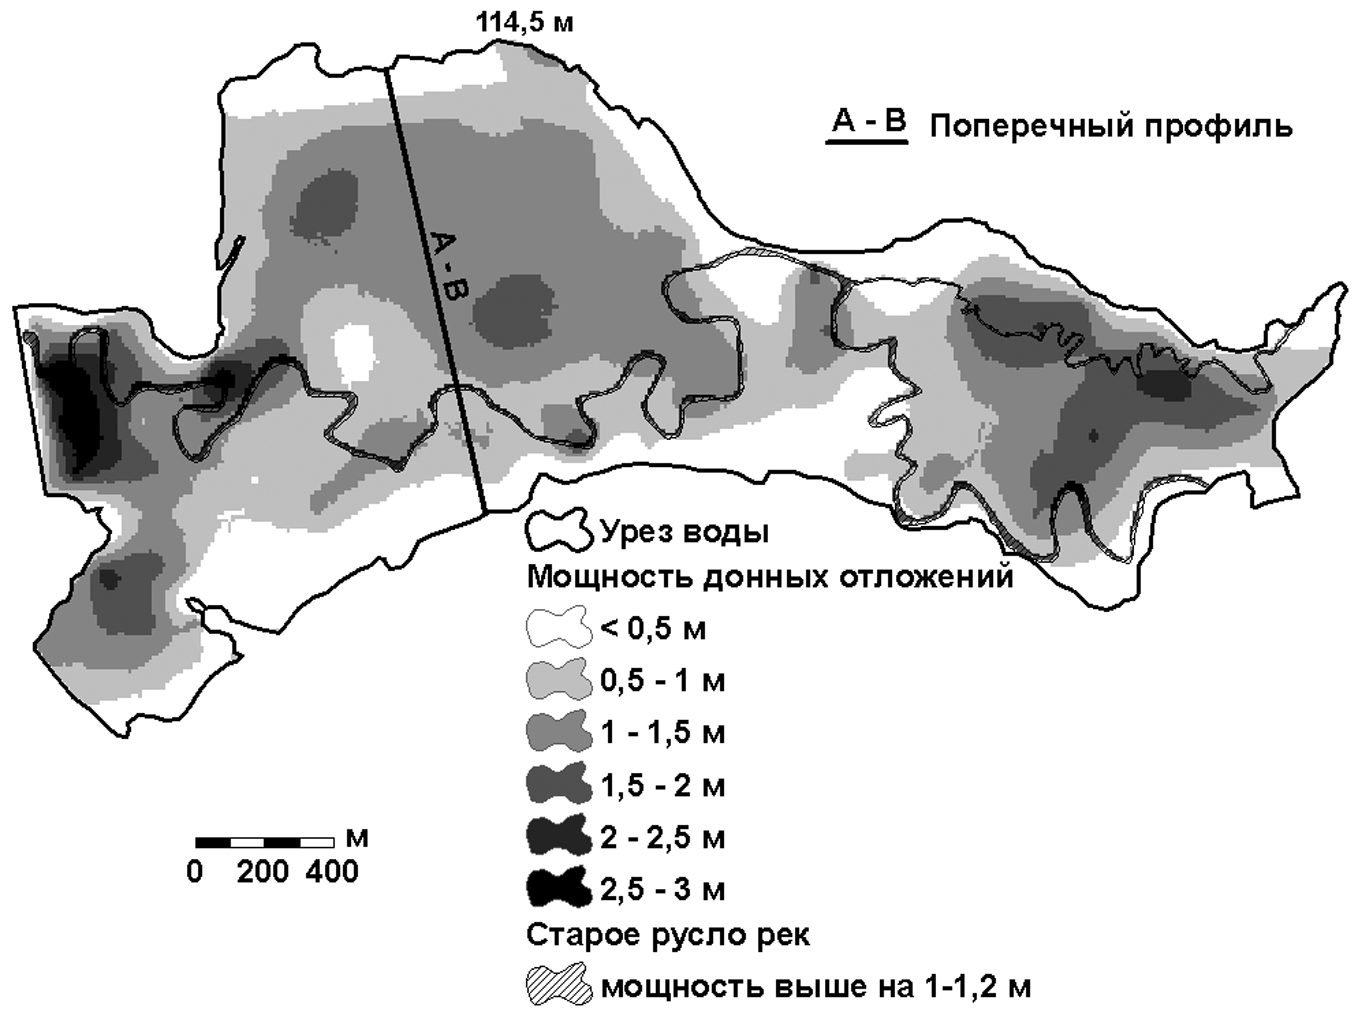 114,5 м
А - В Поперечный профиль
А - В
Урез воды
Мощность донных отложений
< 0,5 м
0,5 - 1 м
1 - 1,5 м
1,5 - 2 м
2 - 2,5 м
2,5 - 3 м
Старое русло рек
мощность выше на 1-1,2 м
м
0 200 400